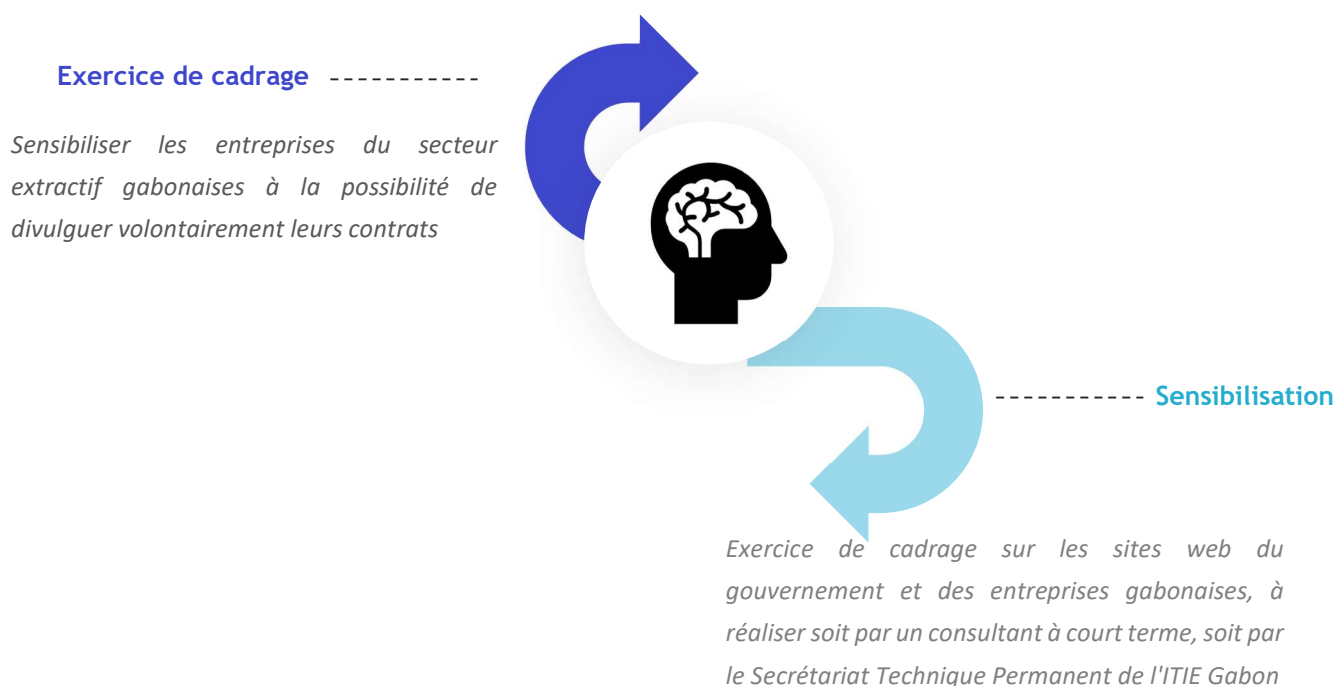 Exercice de cadrage
Sensibiliser les entreprises du secteur
extractif gabonaises à la possibilité de
divulguer volontairement leurs contrats
Sensibilisation
Exercice de cadrage sur les sites web du
gouvernement et des entreprises gabonaises, à
réaliser soit par un consultant à court terme, soit par
le Secrétariat Technique Permanent de l'ITIE Gabon